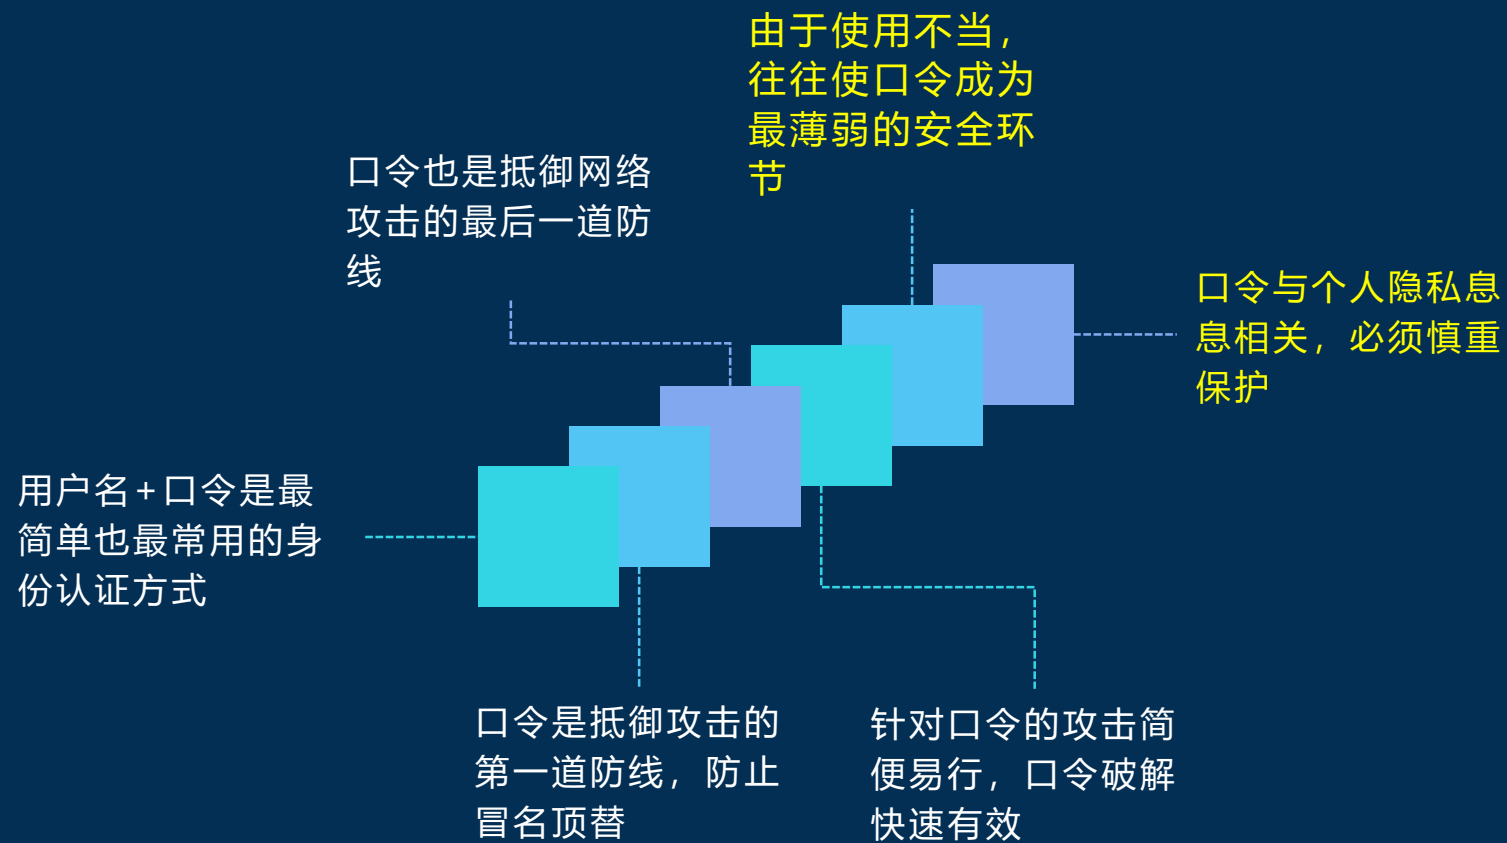 用户名+口令是最
简单也最常用的身
份认证方式
口令是抵御攻击的
第一道防线，防止
冒名顶替
口令也是抵御网络
攻击的最后一道防
线
针对口令的攻击简
便易行，口令破解
快速有效
由于使用不当，
往往使口令成为
最薄弱的安全环
节
口令与个人隐私息
息相关，必须慎重
保护